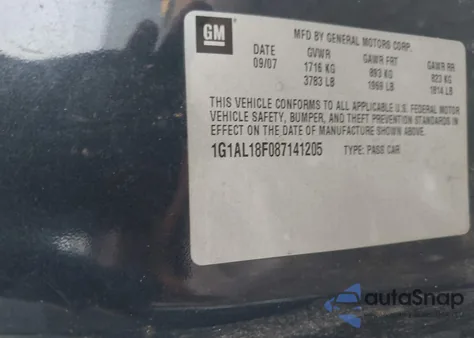 GM
MFD BY GENERAL MOTORS CORP.
DATE GVWR GAWR FRT GAWR RR
09/07 1716 KG 893 KG 823 KG
3783 LB 1969 LB 1814 LB
THIS VEHICLE CONFORMS TO ALL APPLICABLE U.S. FEDERAL MOTOR
VEHICLE SAFETY, BUMPER, AND THEFT PREVENTION STANDARDS IN
EFFECT ON THE DATE OF MANUFACTURE SHOWN ABOVE.
1G1AL18F087141205 TYPE: PASS CAR
autaSnap